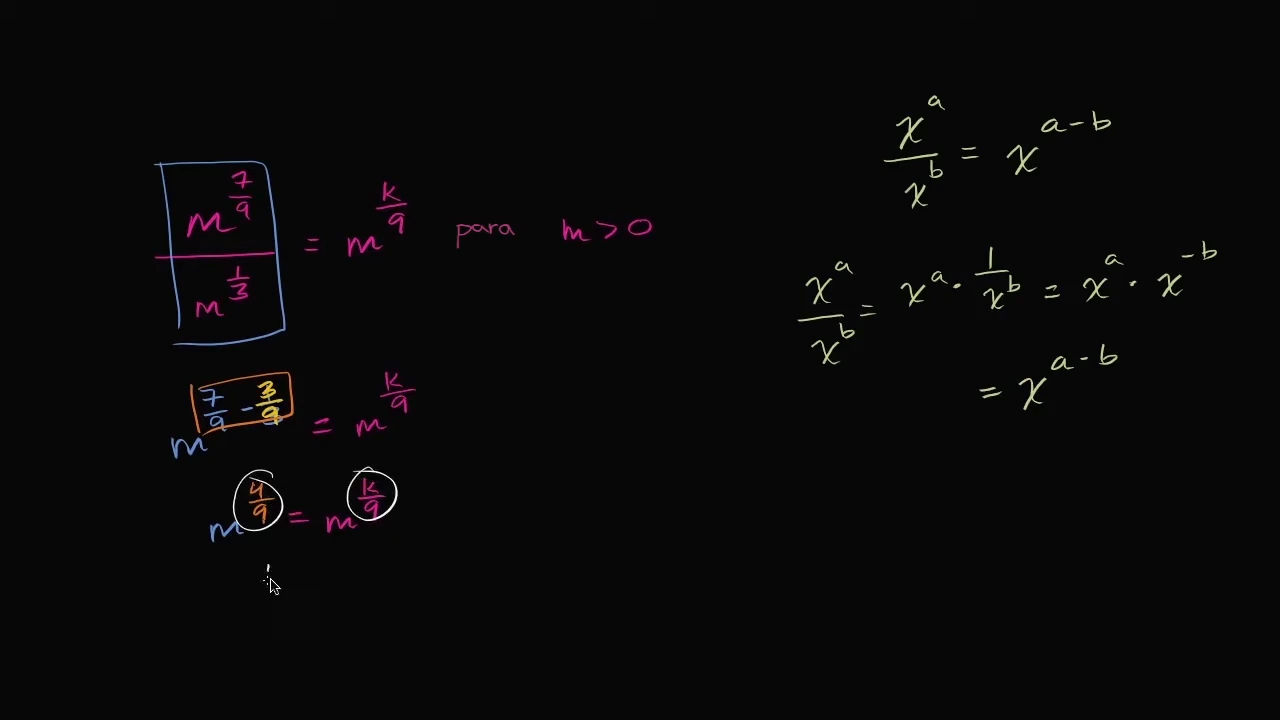 m^(7/9) / m^(1/3) = m^(k/9) para m > 0
m^(7/9 - 3/9) = m^(k/9)
m^(4/9) = m^(k/9)
x^a / x^b = x^(a-b)
x^a / x^b = x^a · 1/x^b = x^a · x^(-b)
= x^(a-b)